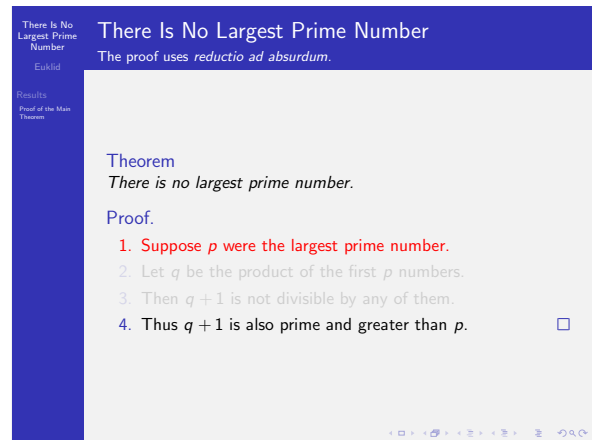 There Is No
Largest Prime
Number
Euklid
Results
Proof of the Main
Theorem
There Is No Largest Prime Number
The proof uses reductio ad absurdum.
Theorem
There is no largest prime number.
Proof.
1. Suppose p were the largest prime number.
2. Let q be the product of the first p numbers.
3. Then q + 1 is not divisible by any of them.
4. Thus q + 1 is also prime and greater than p. □